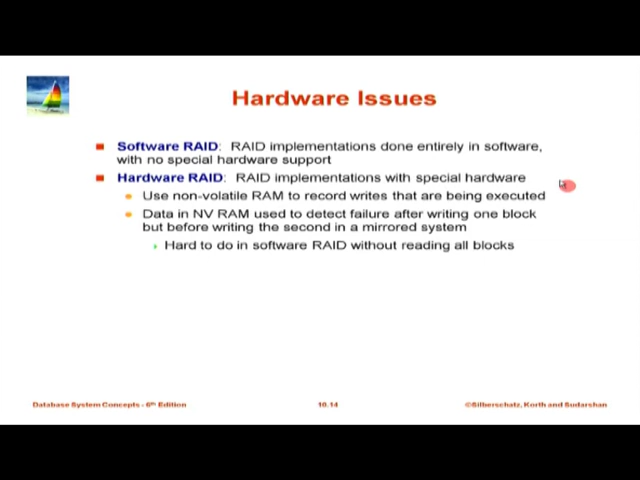 Hardware Issues
Software RAID: RAID implementations done entirely in software,
with no special hardware support
Hardware RAID: RAID implementations with special hardware
Use non-volatile RAM to record writes that are being executed
Data in NV RAM used to detect failure after writing one block
but before writing the second in a mirrored system
Hard to do in software RAID without reading all blocks
Database System Concepts - 6th Edition
10.14
©Silberschatz, Korth and Sudarshan